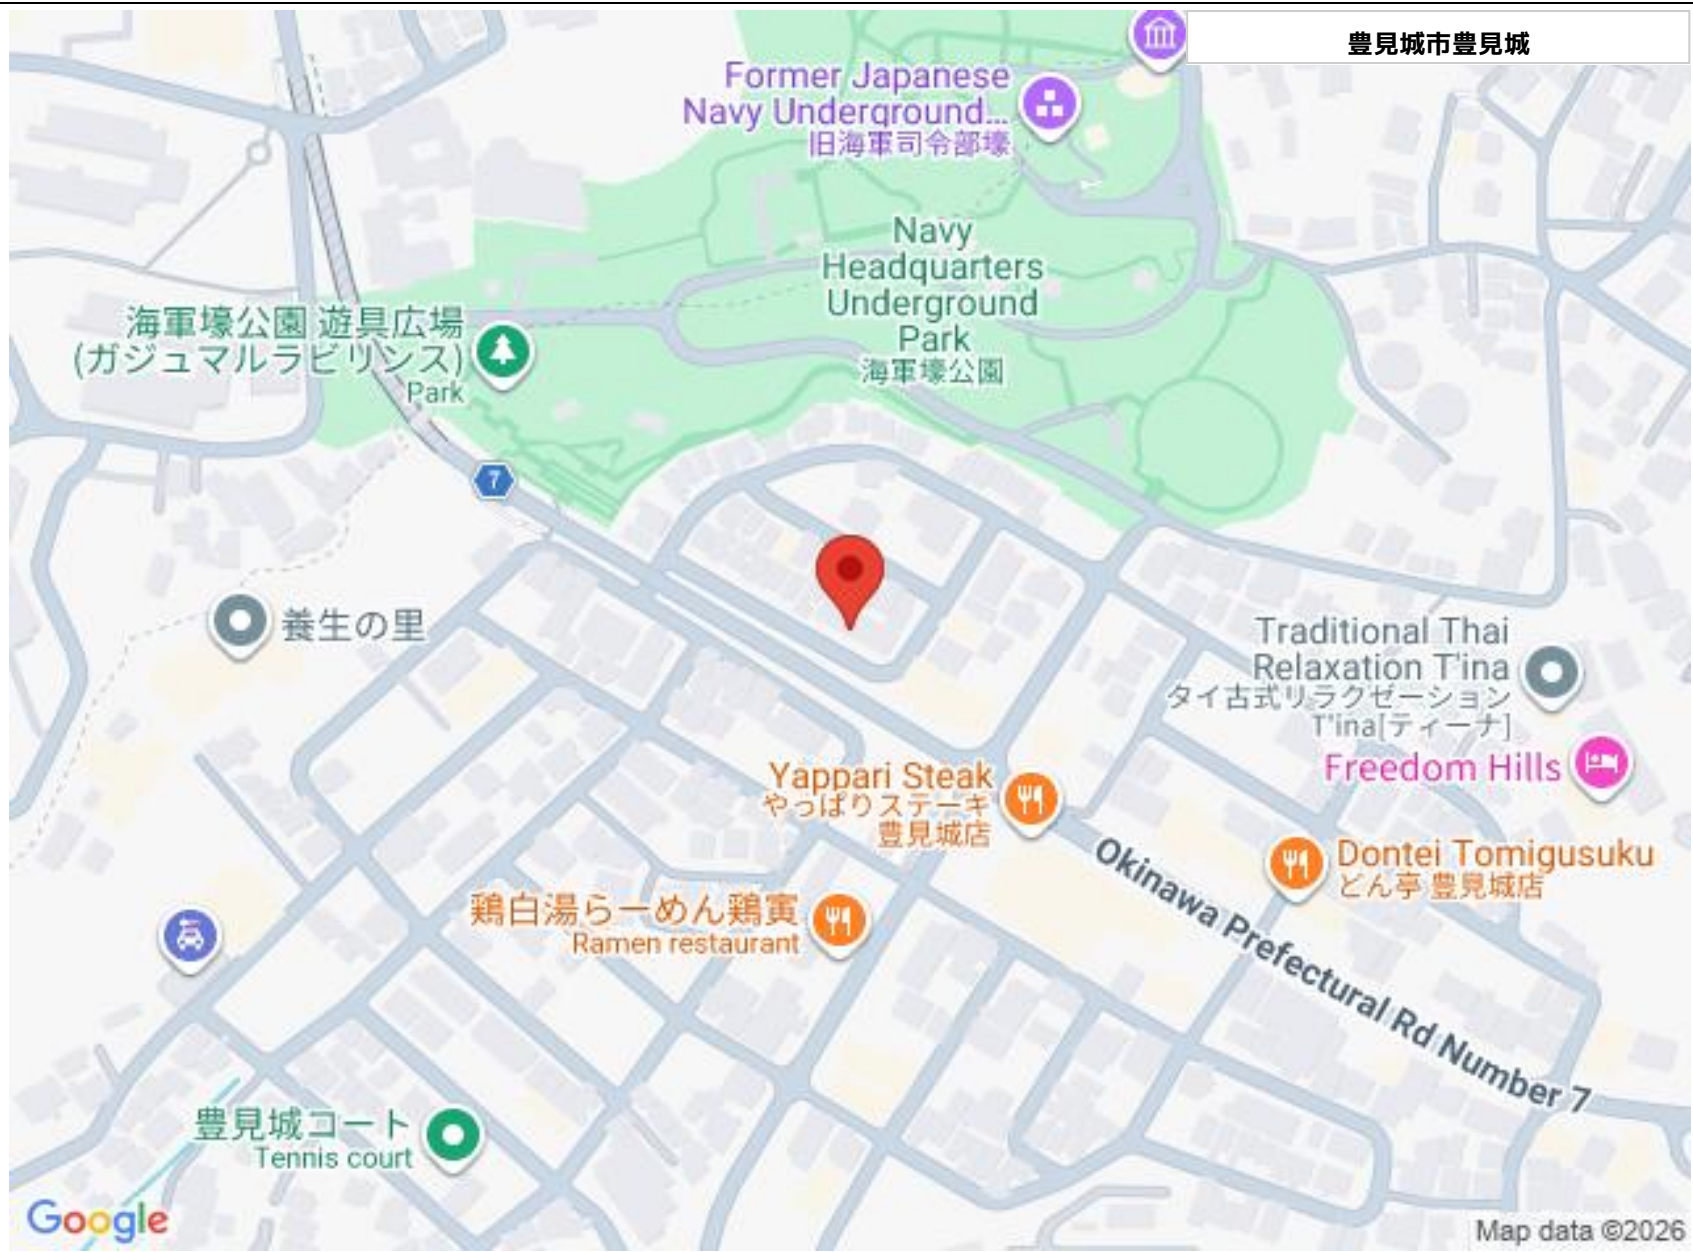 豊見城市豊見城
Former Japanese
Navy Underground...
旧海軍司令部壕
Navy
Headquarters
Underground
Park
海軍壕公園
海軍壕公園 遊具広場
(ガジュマルラビリンス)
Park
7
養生の里
Traditional Thai
Relaxation T'ina
タイ古式リラクゼーション
T'ina[ティーナ]
Freedom Hills
Yappari Steak
やっぱりステーキ
豊見城店
Dontei Tomigusuku
どん亭 豊見城店
Okinawa Prefectural Rd Number 7
鶏白湯らーめん鶏寅
Ramen restaurant
豊見城コート
Tennis court
Google
Map data ©2026